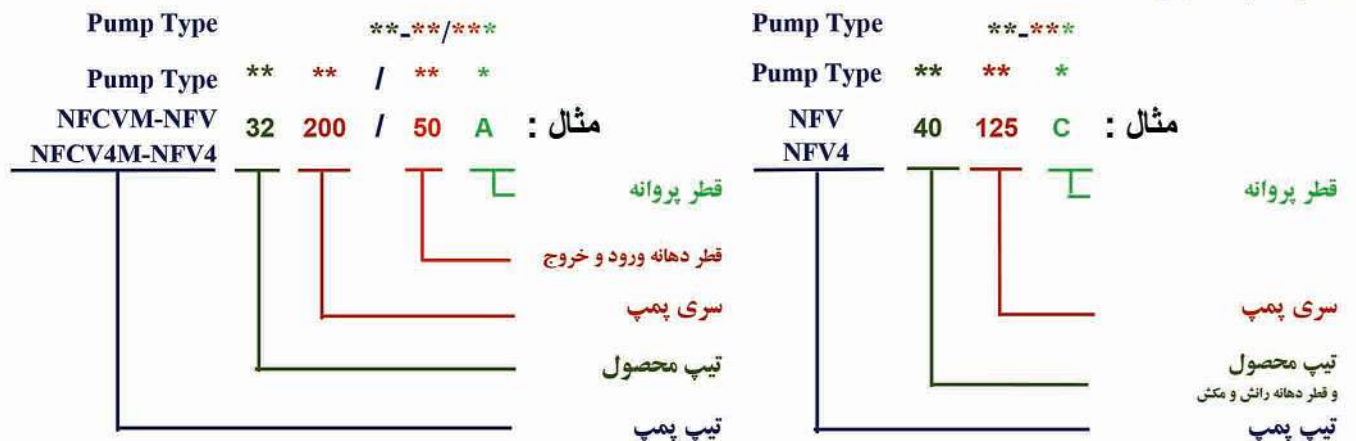 Pump Type **-**/***
Pump Type ** ** / ** *
NFCVM-NFV 32 200 / 50 A مثال :
NFCV4M-NFV4
قطر پروانه
قطر دهانه ورود و خروج
سری پمپ
تیپ محصول
تیپ پمپ
Pump Type **-***
Pump Type ** ** *
NFV 40 125 C مثال :
NFV4
قطر پروانه
سری پمپ
تیپ محصول
و قطر دهانه رانش و مکش
تیپ پمپ